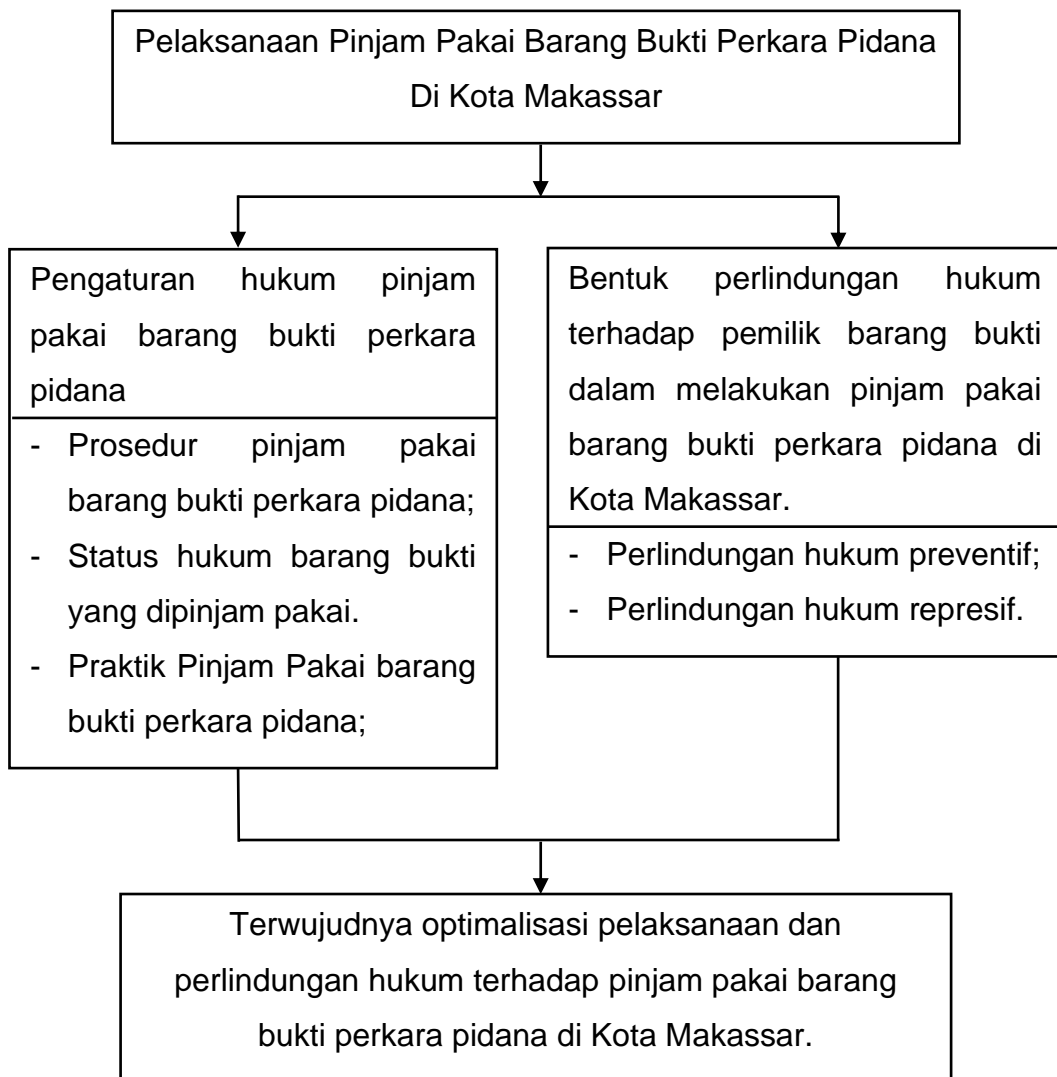 Pelaksanaan Pinjam Pakai Barang Bukti Perkara Pidana
Di Kota Makassar
Pengaturan hukum pinjam
pakai barang bukti perkara
pidana
- Prosedur pinjam pakai
barang bukti perkara pidana;
- Status hukum barang bukti
yang dipinjam pakai.
- Praktik Pinjam Pakai barang
bukti perkara pidana;
Bentuk perlindungan hukum
terhadap pemilik barang bukti
dalam melakukan pinjam pakai
barang bukti perkara pidana di
Kota Makassar.
- Perlindungan hukum preventif;
- Perlindungan hukum represif.
Terwujudnya optimalisasi pelaksanaan dan
perlindungan hukum terhadap pinjam pakai barang
bukti perkara pidana di Kota Makassar.